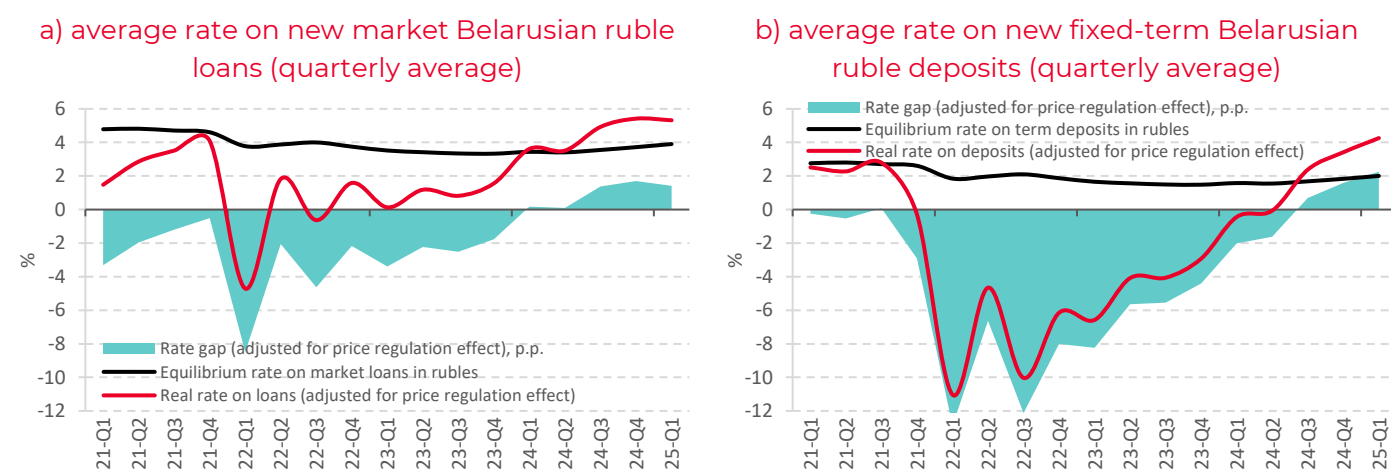 a) average rate on new market Belarusian ruble
loans (quarterly average)
6
4
2
0
-2
-4
-6
-8
-10
-12
%
Rate gap (adjusted for price regulation effect), p.p.
Equilibrium rate on market loans in rubles
Real rate on loans (adjusted for price regulation effect)
21-Q1
21-Q2
21-Q3
21-Q4
22-Q1
22-Q2
22-Q3
22-Q4
23-Q1
23-Q2
23-Q3
23-Q4
24-Q1
24-Q2
24-Q3
24-Q4
25-Q1
b) average rate on new fixed-term Belarusian
ruble deposits (quarterly average)
6
4
2
0
-2
-4
-6
-8
-10
-12
%
Rate gap (adjusted for price regulation effect), p.p.
Equilibrium rate on term deposits in rubles
Real rate on deposits (adjusted for price regulation effect)
21-Q1
21-Q2
21-Q3
21-Q4
22-Q1
22-Q2
22-Q3
22-Q4
23-Q1
23-Q2
23-Q3
23-Q4
24-Q1
24-Q2
24-Q3
24-Q4
25-Q1